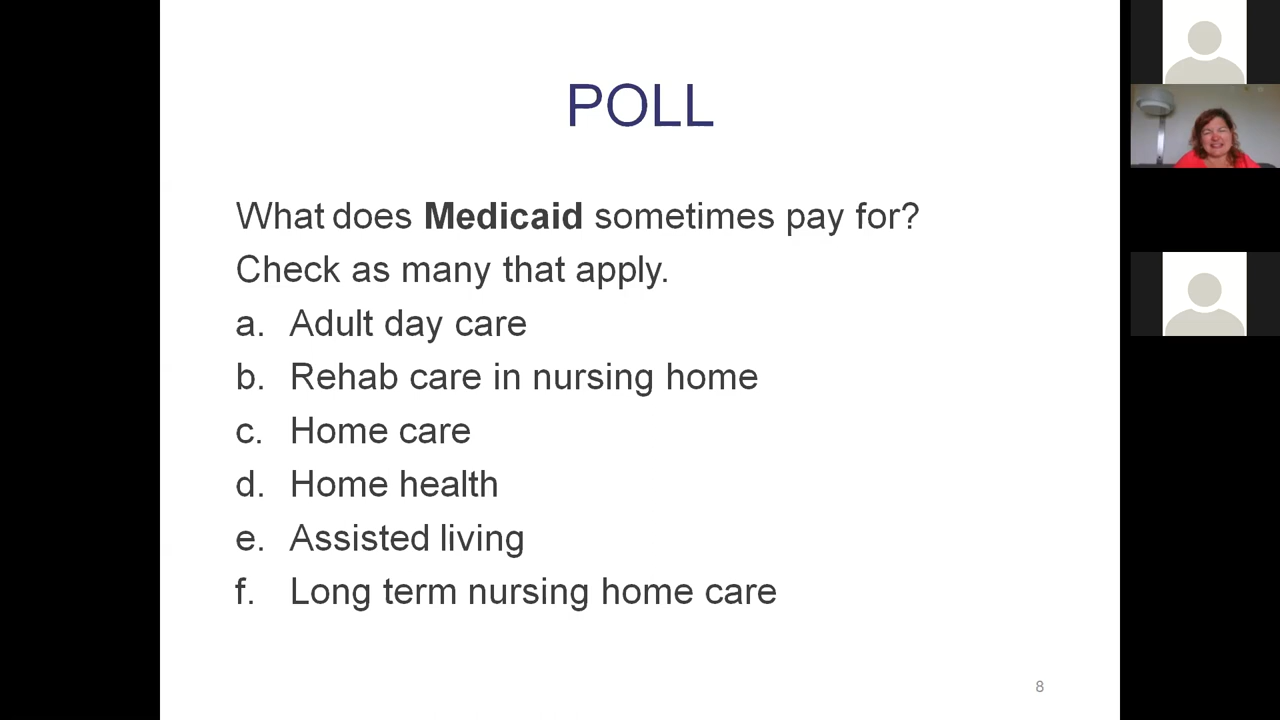 POLL
What does Medicaid sometimes pay for?
Check as many that apply.
a. Adult day care
b. Rehab care in nursing home
c. Home care
d. Home health
e. Assisted living
f. Long term nursing home care
8